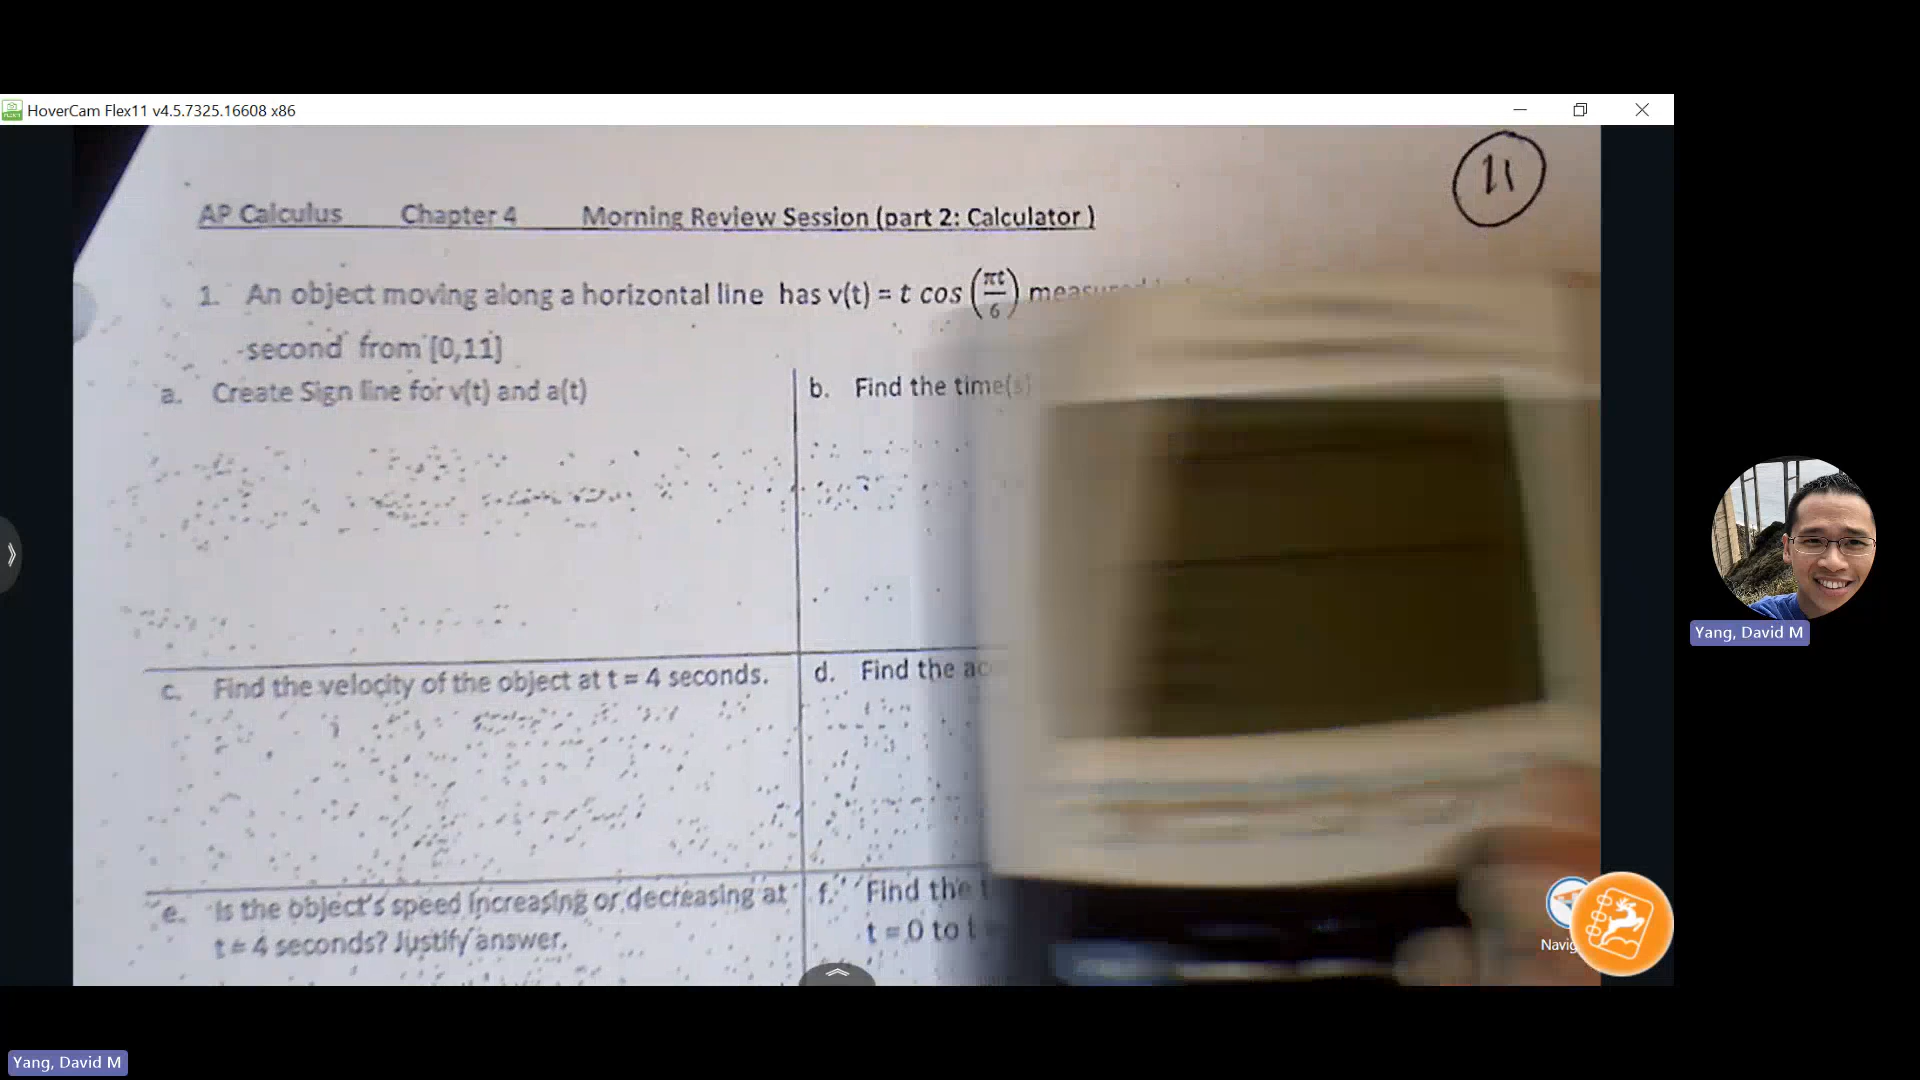 HoverCam Flex11 v4.5.7325.16608 x86
11
AP Calculus Chapter 4 Morning Review Session (part 2: Calculator )
1. An object moving along a horizontal line has v(t) = t cos (πt/6)
second from [0,11]
a. Create Sign line for v(t) and a(t)
b. Find the time(s)
c. Find the velocity of the object at t = 4 seconds.
d. Find the
e. Is the object's speed increasing or decreasing at
t = 4 seconds? Justify answer.
f. Find the
t = 0 to t
Yang, David M
Yang, David M